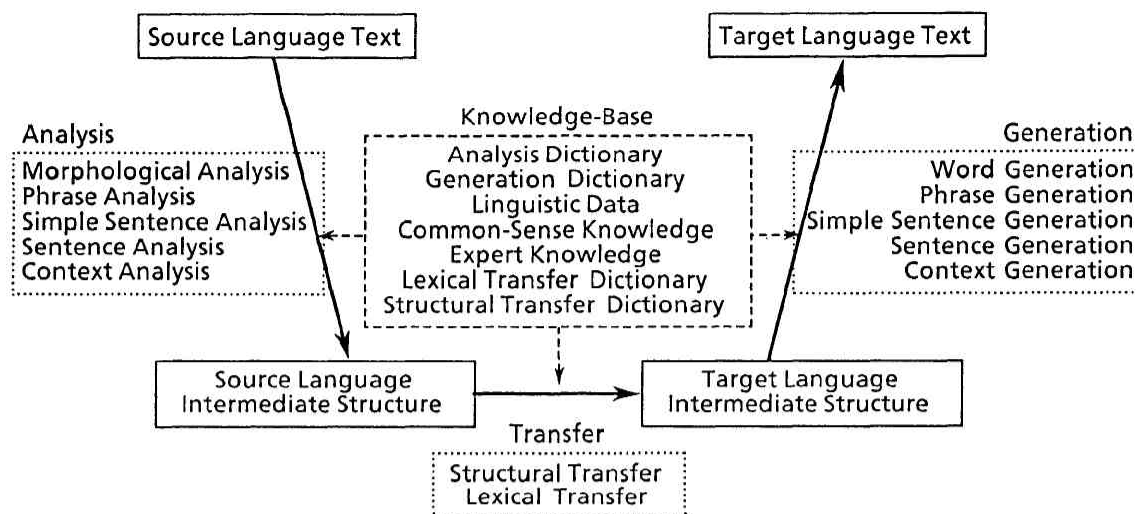 Source Language Text
Target Language Text
Knowledge-Base
Analysis
Morphological Analysis
Phrase Analysis
Simple Sentence Analysis
Sentence Analysis
Context Analysis
Analysis Dictionary
Generation Dictionary
Linguistic Data
Common-Sense Knowledge
Expert Knowledge
Lexical Transfer Dictionary
Structural Transfer Dictionary
Generation
Word Generation
Phrase Generation
Simple Sentence Generation
Sentence Generation
Context Generation
Source Language
Intermediate Structure
Target Language
Intermediate Structure
Transfer
Structural Transfer
Lexical Transfer